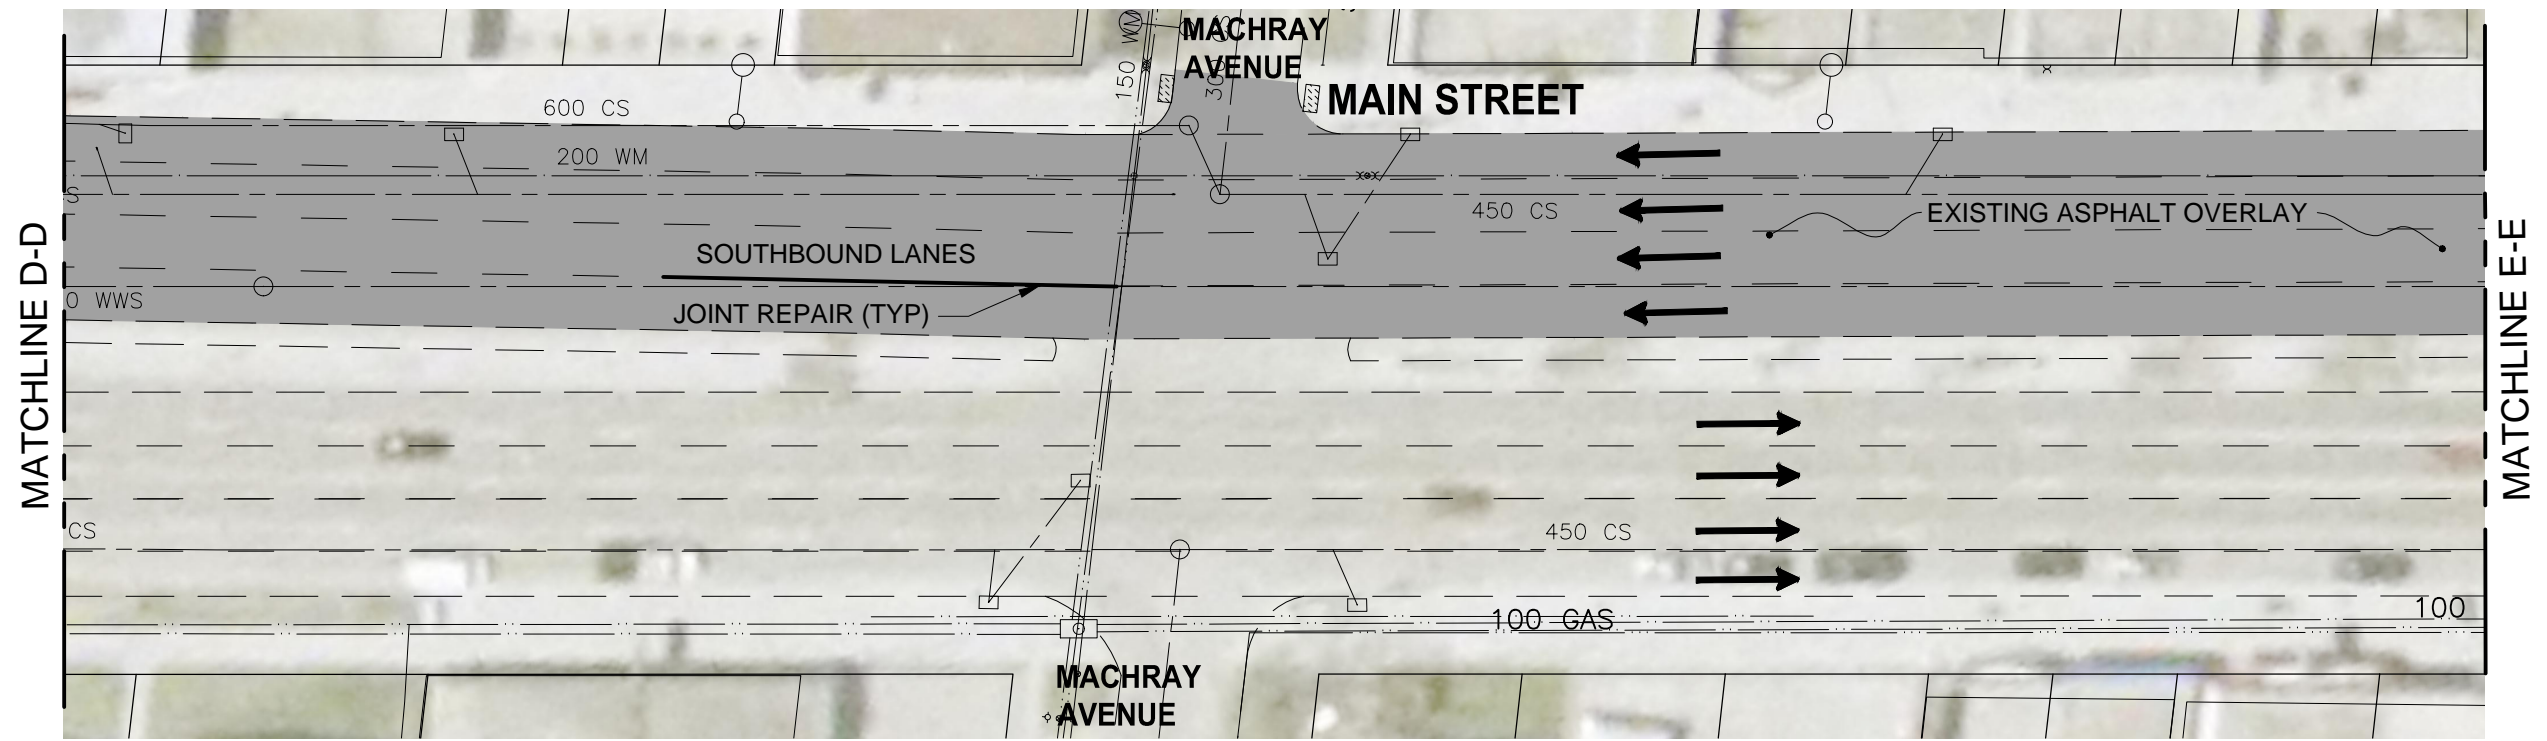 MACHRAY
AVENUE
150 WM
MAIN STREET
600 CS
200 WM
S
450 CS
EXISTING ASPHALT OVERLAY
MATCHLINE D-D
MATCHLINE E-E
SOUTHBOUND LANES
0 WWS
JOINT REPAIR (TYP)
CS
450 CS
100 GAS
100
MACHRAY
AVENUE